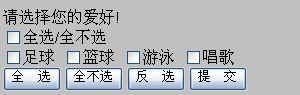 请选择您的爱好!
全选/全不选
足球 篮球 游泳 唱歌
全　选 全不选 反　选 提　交